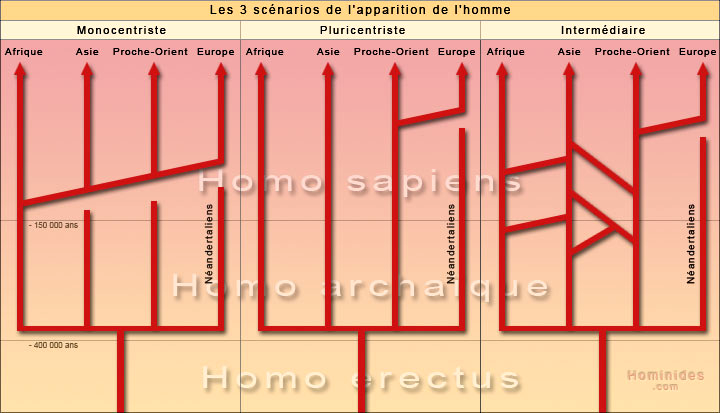 Les 3 scénarios de l'apparition de l'homme
Monocentriste
Pluricentriste
Intermédiaire
Afrique Asie Proche-Orient Europe
Afrique Asie Proche-Orient Europe
Afrique Asie Proche-Orient Europe
Homo sapiens
- 150 000 ans
Néandertaliens
Néandertaliens
Néandertaliens
Homo archaïque
- 400 000 ans
Homo erectus
Hominides
.com